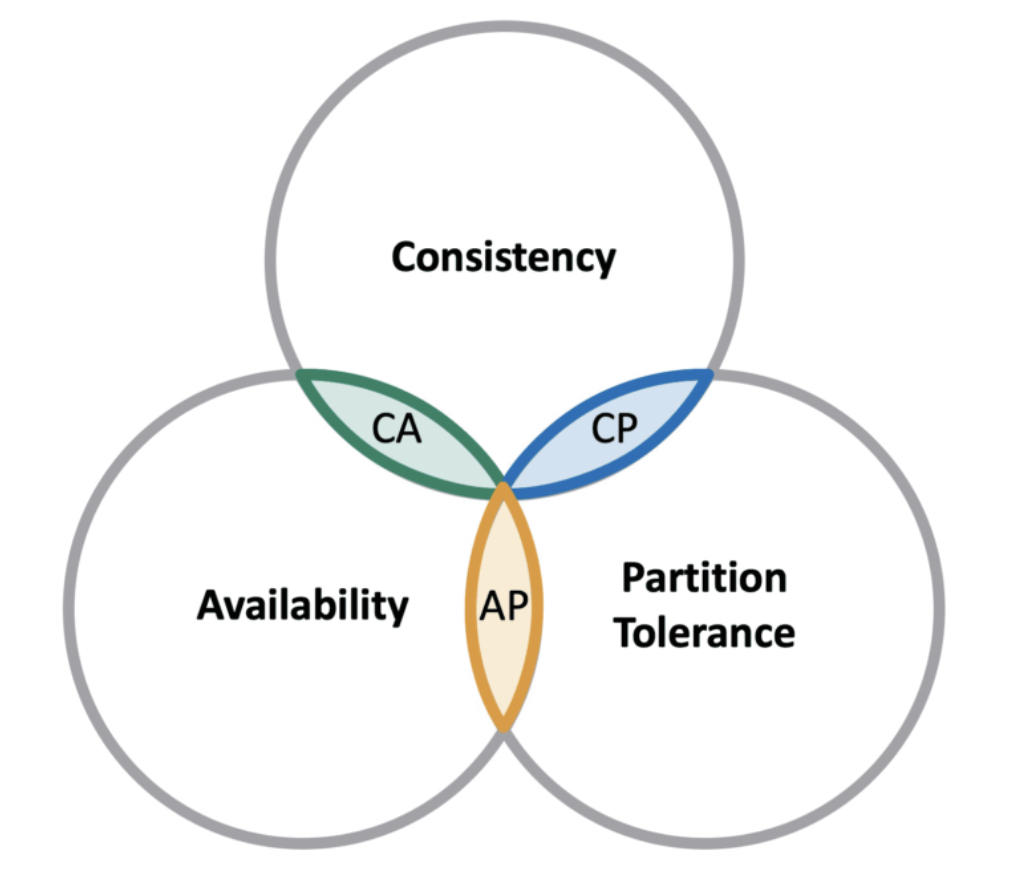 Consistency
CA
CP
Availability
AP
Partition
Tolerance